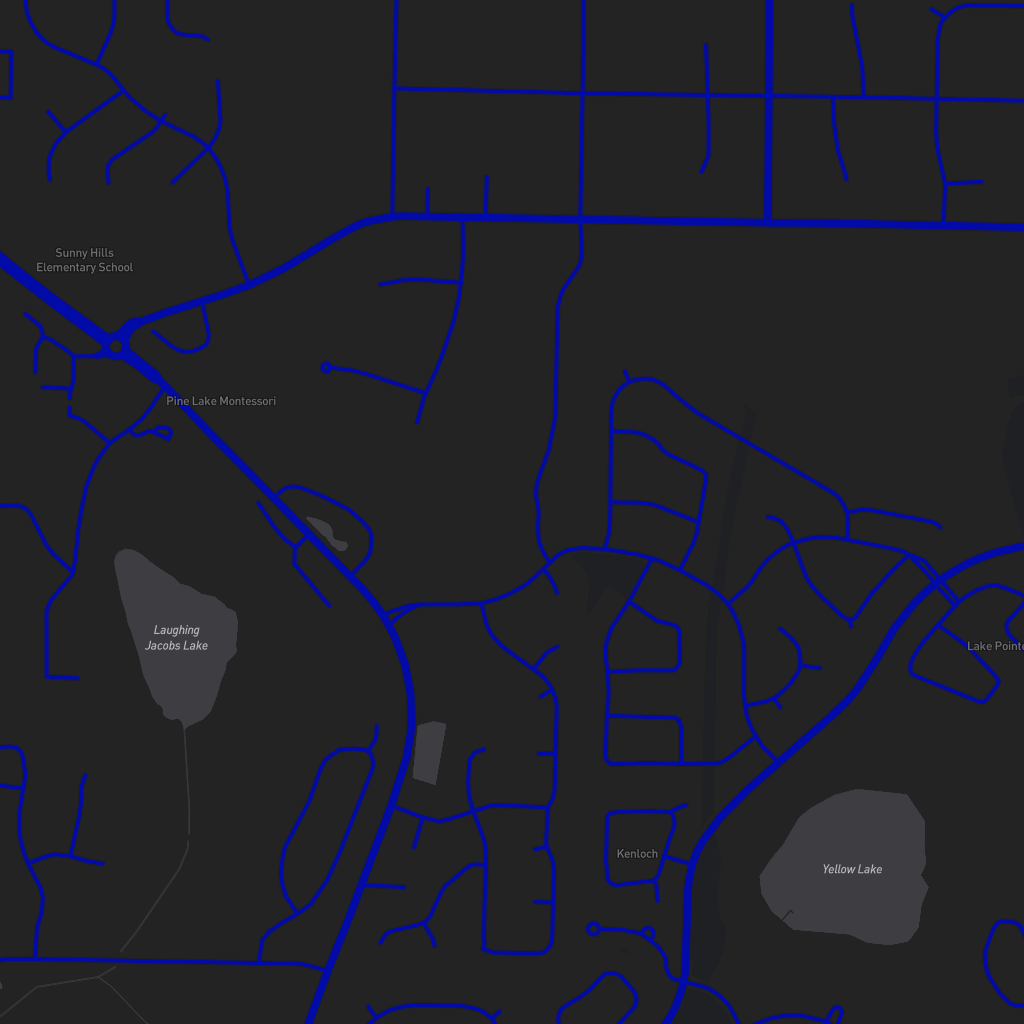 Sunny Hills
Elementary School
Pine Lake Montessori
Laughing
Jacobs Lake
Lake Pointe
Kenloch
Yellow Lake